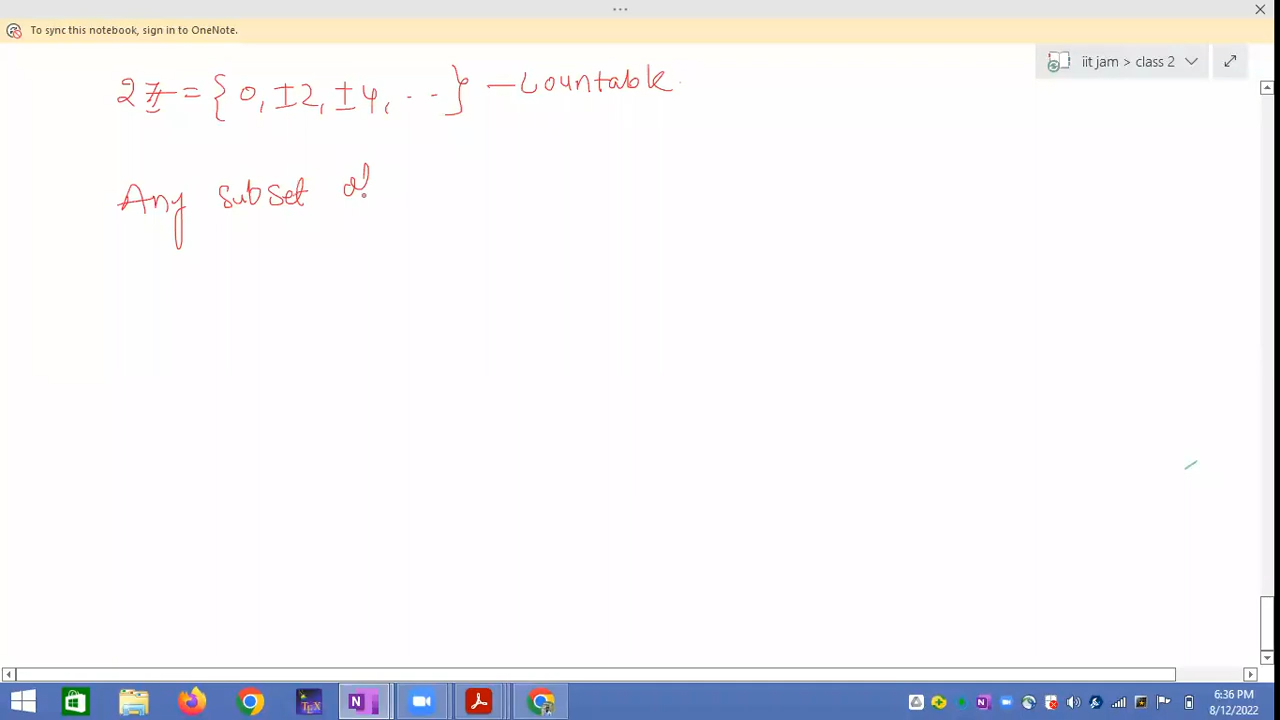 To sync this notebook, sign in to OneNote.
iit jam > class 2
2ℤ = { 0, ±2, ±4, .. } — Countable.
Any subset of
6:36 PM
8/12/2022